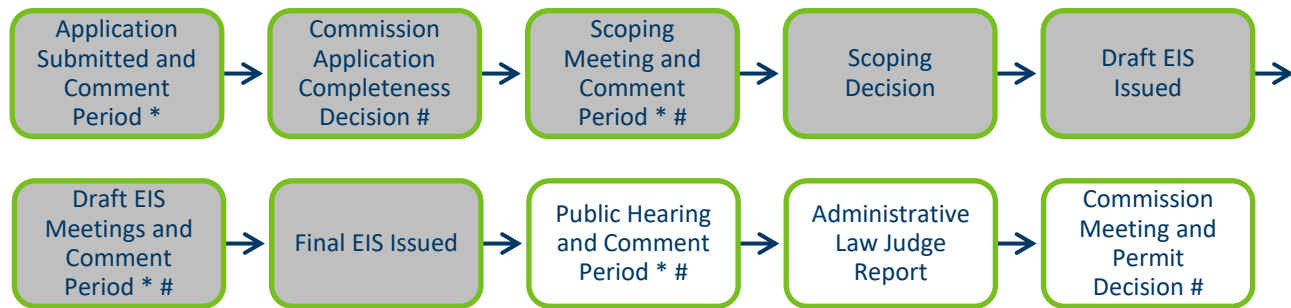 Application
Submitted and
Comment
Period *
Commission
Application
Completeness
Decision #
Scoping
Meeting and
Comment
Period * #
Scoping
Decision
Draft EIS
Issued
Draft EIS
Meetings and
Comment
Period * #
Final EIS Issued
Public Hearing
and Comment
Period * #
Administrative
Law Judge
Report
Commission
Meeting and
Permit
Decision #